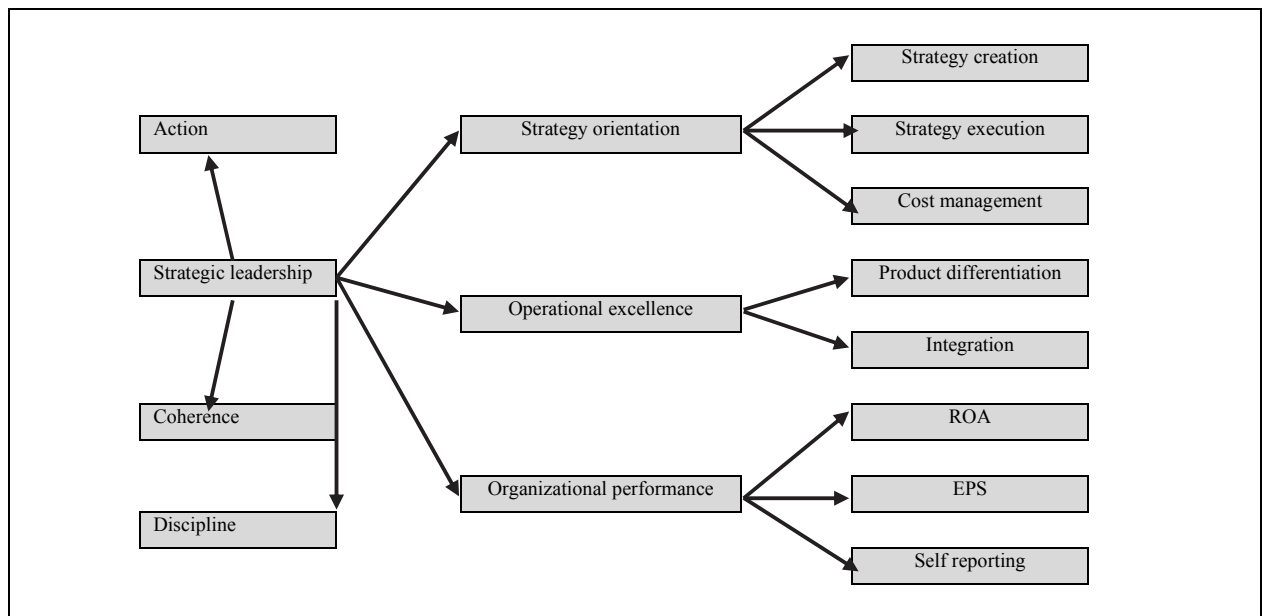 Action
Strategic leadership
Coherence
Discipline
Strategy orientation
Operational excellence
Organizational performance
Strategy creation
Strategy execution
Cost management
Product differentiation
Integration
ROA
EPS
Self reporting